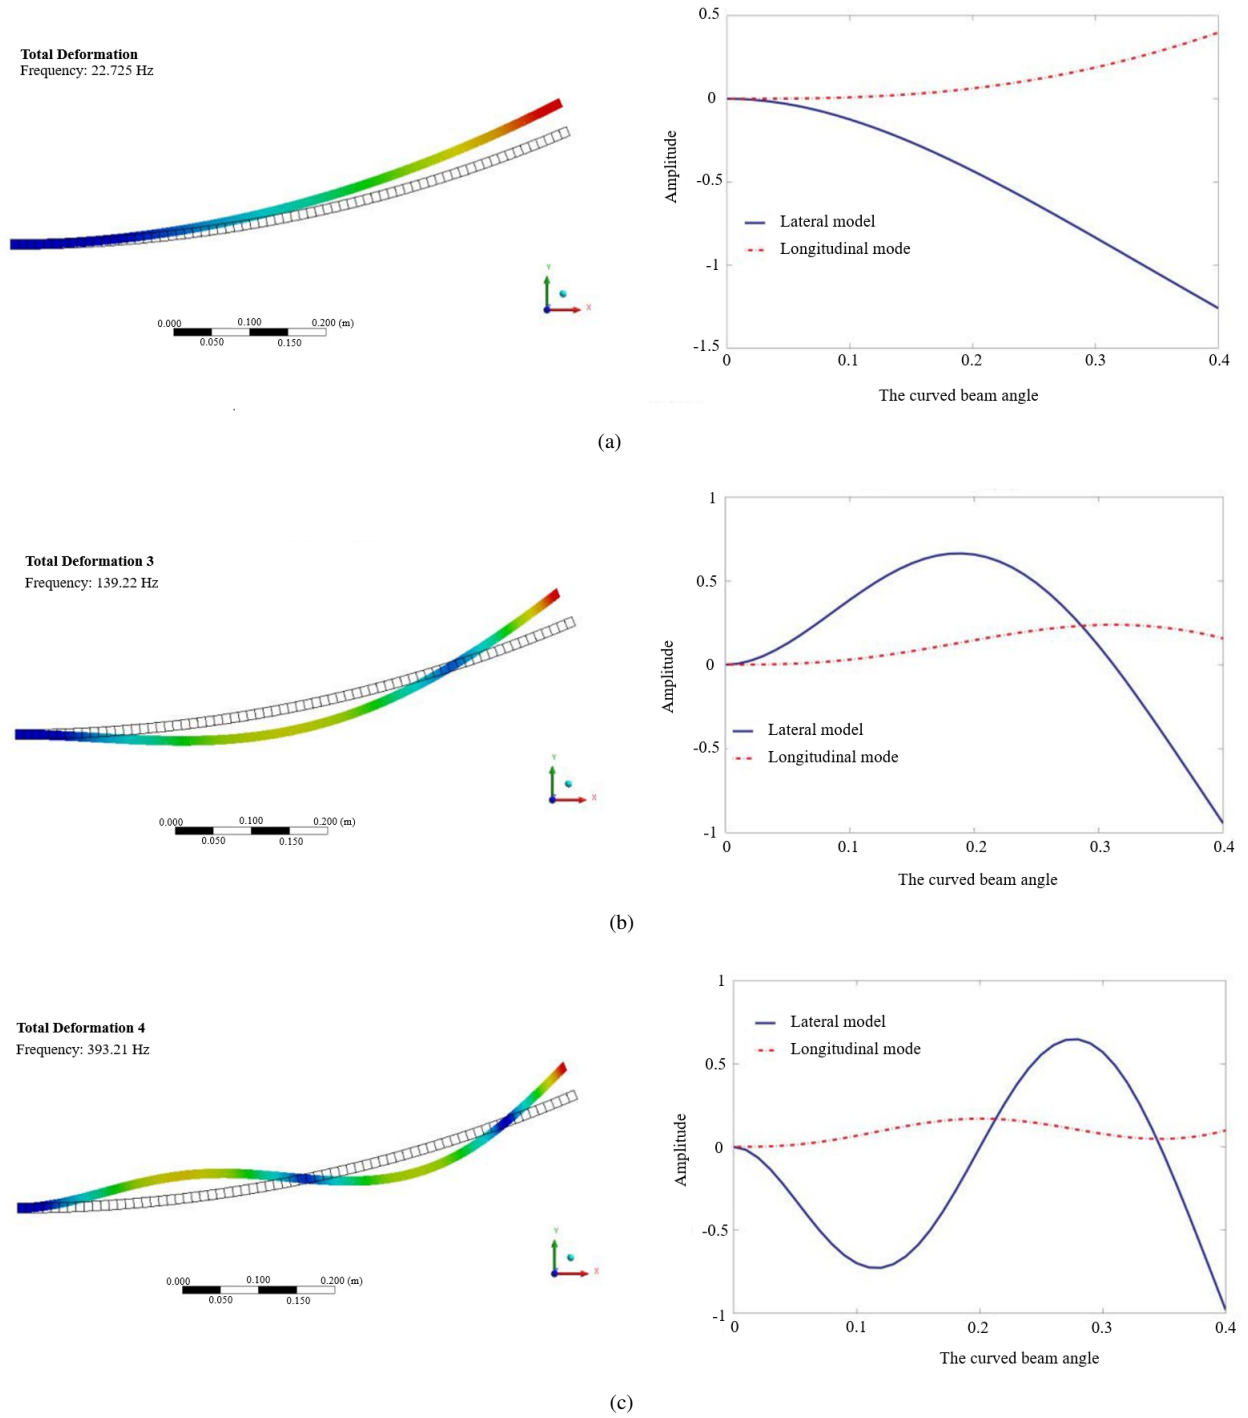 Total Deformation
Frequency: 22.725 Hz
0.000 0.100 0.200 (m)
0.050 0.150
Y
X
0.5
0
-0.5
-1
-1.5
Amplitude
Lateral model
Longitudinal mode
0 0.1 0.2 0.3 0.4
The curved beam angle
(a)
Total Deformation 3
Frequency: 139.22 Hz
0.000 0.100 0.200 (m)
0.050 0.150
Y
X
1
0.5
0
-0.5
-1
Amplitude
Lateral model
Longitudinal mode
0 0.1 0.2 0.3 0.4
The curved beam angle
(b)
Total Deformation 4
Frequency: 393.21 Hz
0.000 0.100 0.200 (m)
0.050 0.150
Y
X
1
0.5
0
-0.5
-1
Amplitude
Lateral model
Longitudinal mode
0 0.1 0.2 0.3 0.4
The curved beam angle
(c)